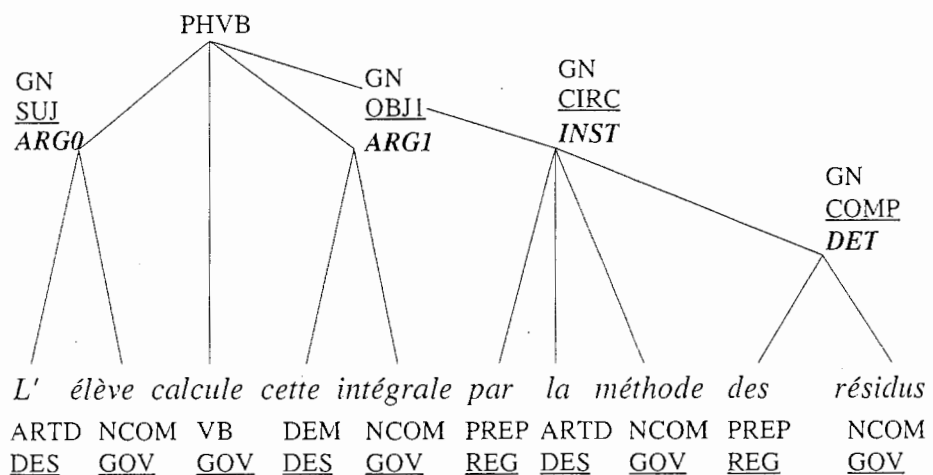 PHVB
GN GN GN
SUJ OBJ1 CIRC
ARG0 ARG1 INST
GN
COMP
DET
L' élève calcule cette intégrale par la méthode des résidus
ARTD NCOM VB DEM NCOM PREP ARTD NCOM PREP NCOM
DES GOV GOV DES GOV REG DES GOV REG GOV